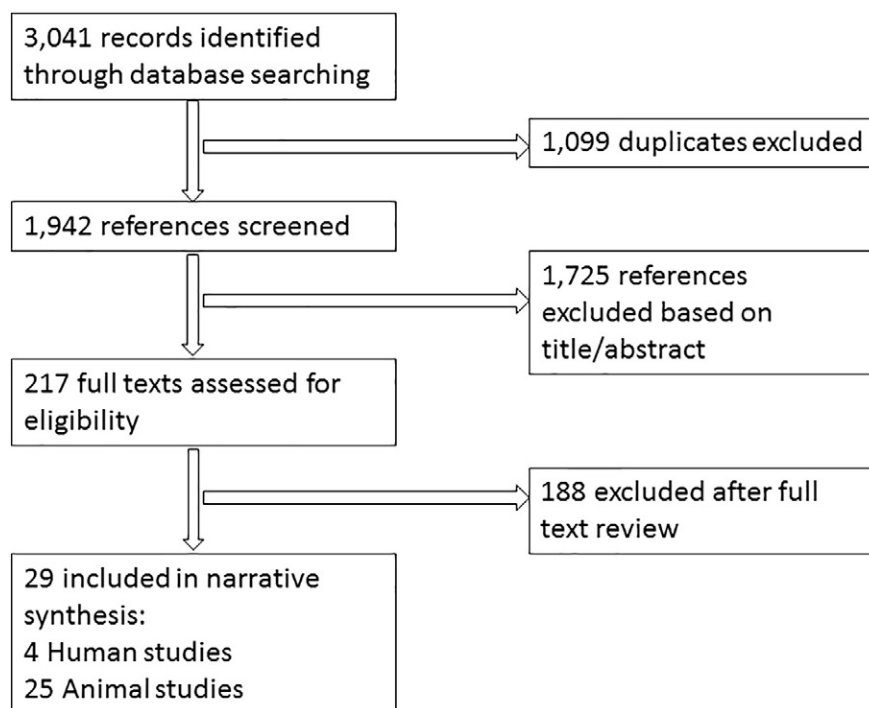 3,041 records identified
through database searching
1,099 duplicates excluded
1,942 references screened
1,725 references
excluded based on
title/abstract
217 full texts assessed for
eligibility
188 excluded after full
text review
29 included in narrative
synthesis:
4 Human studies
25 Animal studies